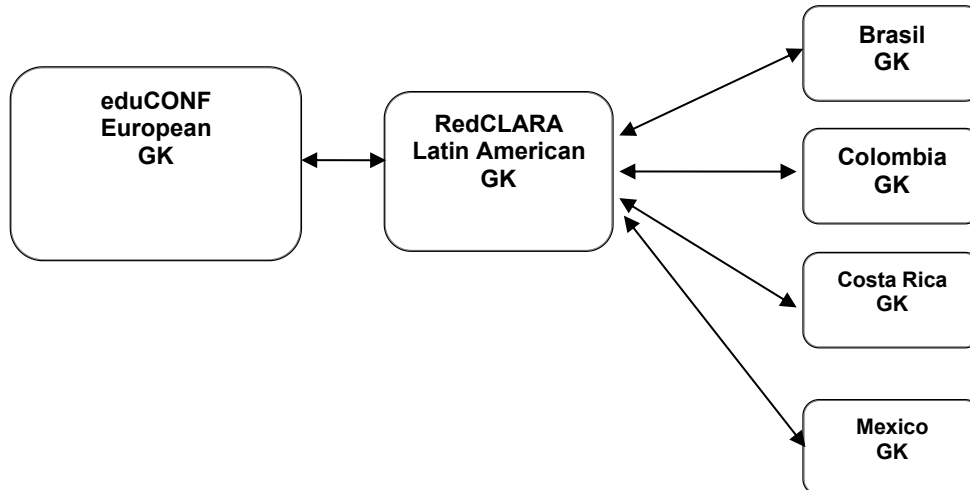 eduCONF
European
GK
RedCLARA
Latin American
GK
Brasil
GK
Colombia
GK
Costa Rica
GK
Mexico
GK